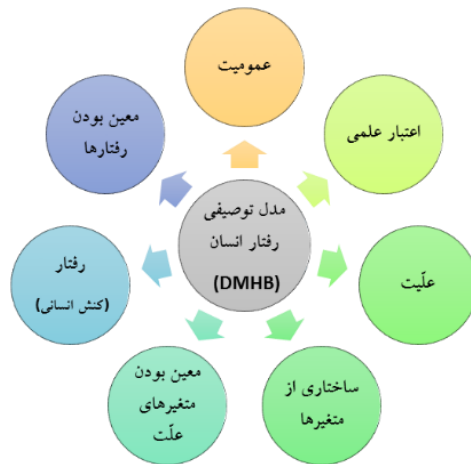 عمومیت
اعتبار علمی
علّیت
ساختاری از
متغیرها
معین بودن
متغیرهای
علّت
رفتار
(کنش انسانی)
معین بودن
رفتارها
مدل توصیفی
رفتار انسان
(DMHB)